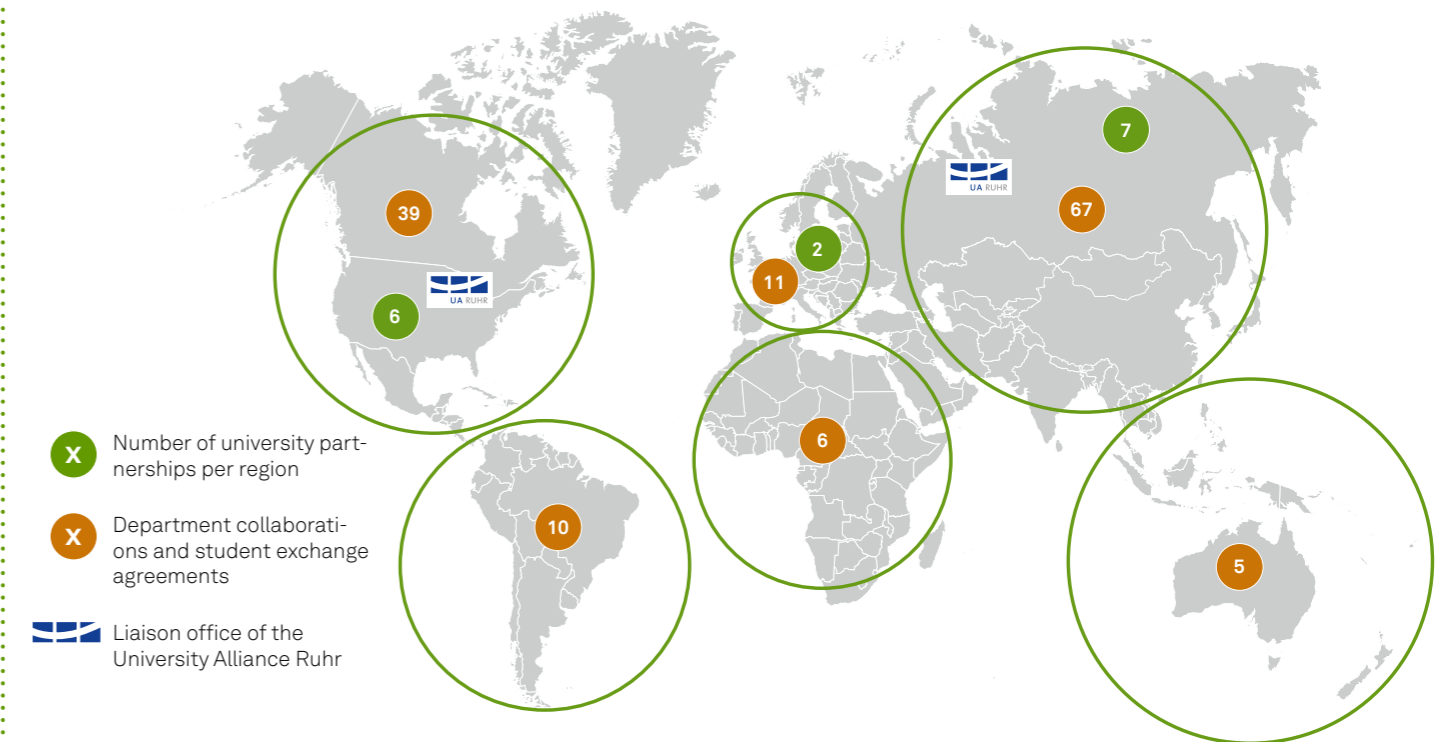 7
UA RUHR
39
67
2
11
UA RUHR
6
6
X
Number of university part-
nerships per region
X
Department collaborati-
ons and student exchange
agreements
10
5
Liaison office of the
University Alliance Ruhr